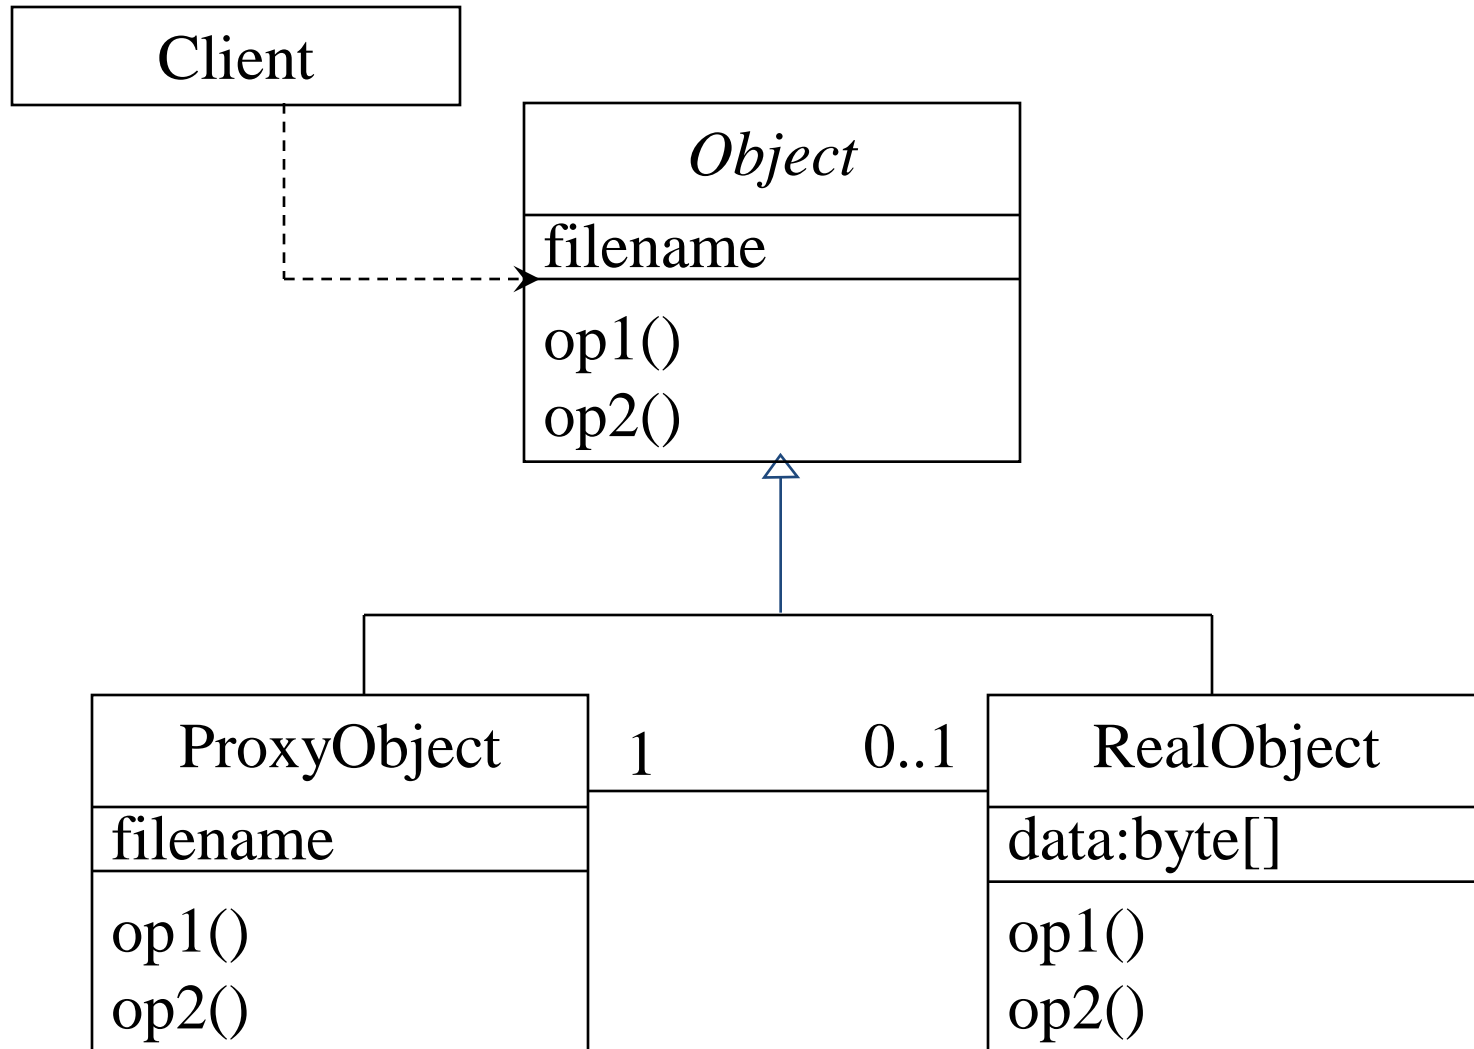 Client
Object
filename
op1()
op2()
ProxyObject
1
0..1
RealObject
filename
data:byte[]
op1()
op1()
op2()
op2()